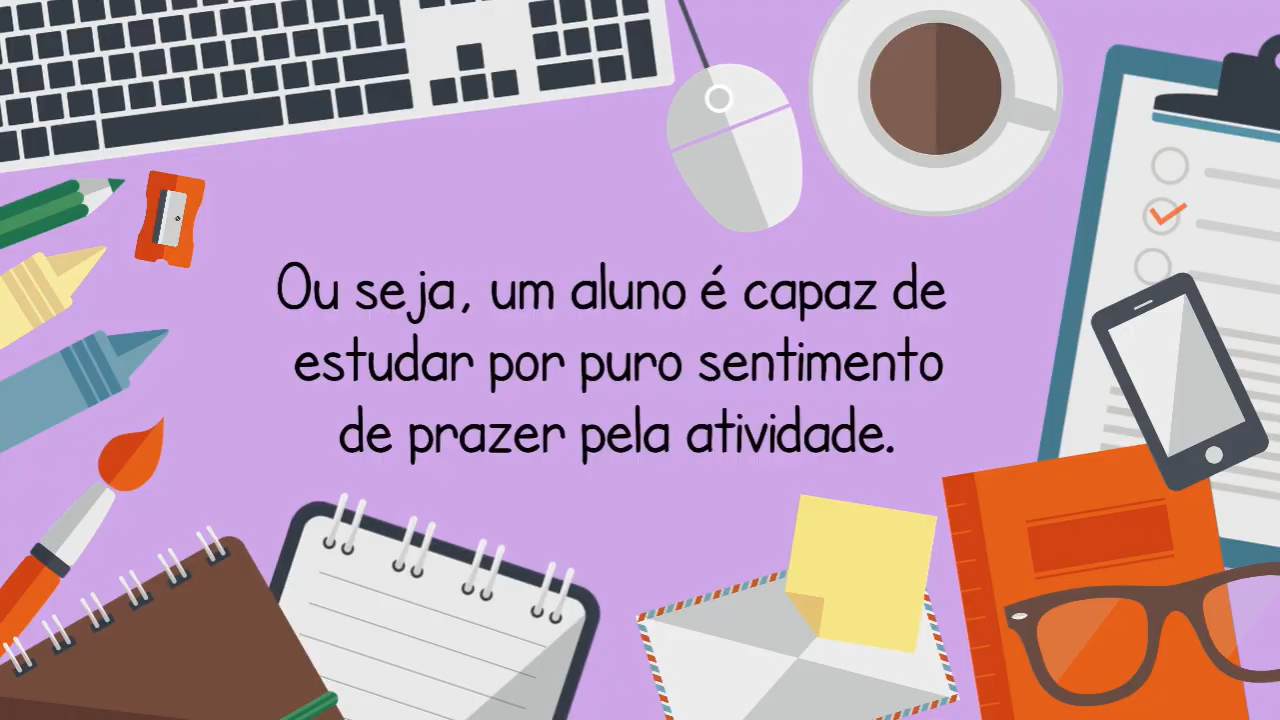 Ou seja, um aluno é capaz de
estudar por puro sentimento
de prazer pela atividade.